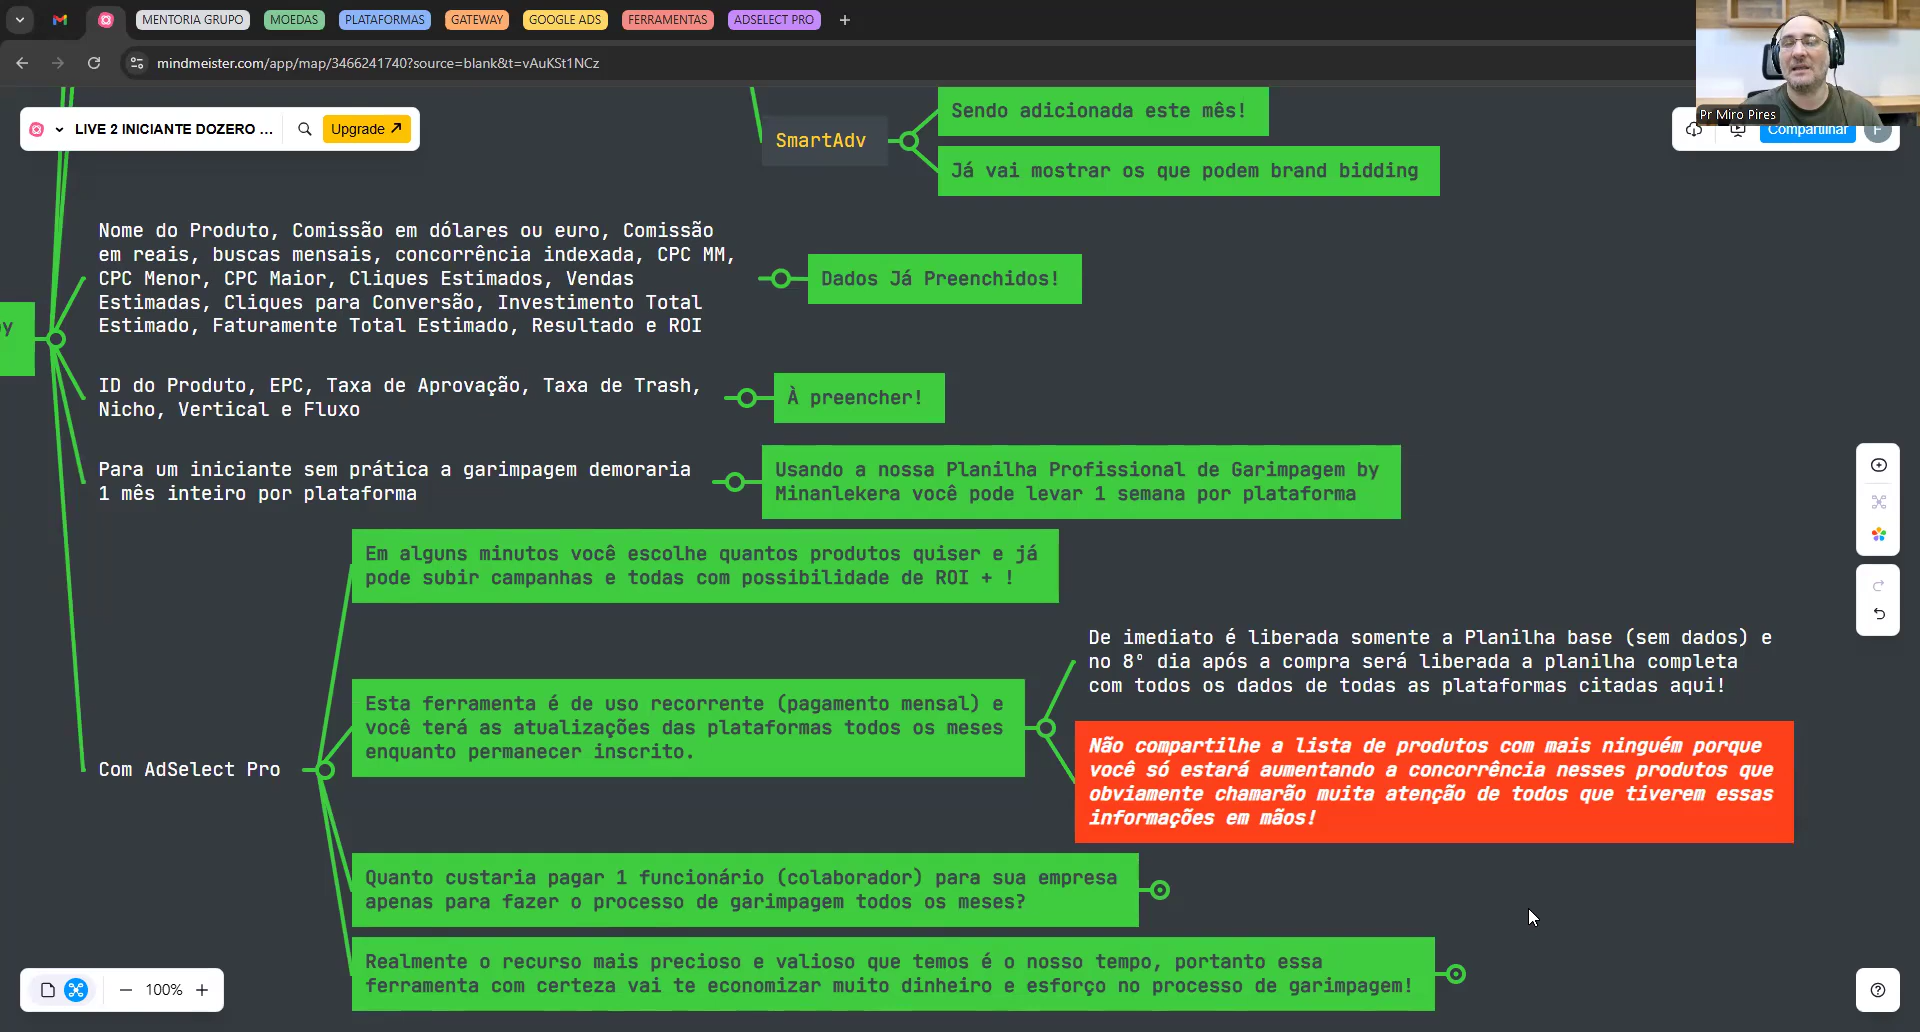 MENTORIA GRUPO
MOEDAS
PLATAFORMAS
GATEWAY
GOOGLE ADS
FERRAMENTAS
ADSELECT PRO
mindmeister.com/app/map/3466241740?source=blank&t=vAuKSt1NCz
Pr Miro Pires
LIVE 2 INICIANTE DOZERO ...
Upgrade
Compartilhar
Sendo adicionada este mês!
SmartAdv
Já vai mostrar os que podem brand bidding
Nome do Produto, Comissão em dólares ou euro, Comissão
em reais, buscas mensais, concorrência indexada, CPC MM,
CPC Menor, CPC Maior, Cliques Estimados, Vendas
Estimadas, Cliques para Conversão, Investimento Total
Estimado, Faturamente Total Estimado, Resultado e ROI
Dados Já Preenchidos!
ID do Produto, EPC, Taxa de Aprovação, Taxa de Trash,
Nicho, Vertical e Fluxo
À preencher!
Para um iniciante sem prática a garimpagem demoraria
1 mês inteiro por plataforma
Usando a nossa Planilha Profissional de Garimpagem by
Minanlekera você pode levar 1 semana por plataforma
Em alguns minutos você escolhe quantos produtos quiser e já
pode subir campanhas e todas com possibilidade de ROI + !
De imediato é liberada somente a Planilha base (sem dados) e
no 8º dia após a compra será liberada a planilha completa
com todos os dados de todas as plataformas citadas aqui!
Esta ferramenta é de uso recorrente (pagamento mensal) e
você terá as atualizações das plataformas todos os meses
enquanto permanecer inscrito.
Não compartilhe a lista de produtos com mais ninguém porque
você só estará aumentando a concorrência nesses produtos que
obviamente chamarão muita atenção de todos que tiverem essas
informações em mãos!
Com AdSelect Pro
Quanto custaria pagar 1 funcionário (colaborador) para sua empresa
apenas para fazer o processo de garimpagem todos os meses?
Realmente o recurso mais precioso e valioso que temos é o nosso tempo, portanto essa
ferramenta com certeza vai te economizar muito dinheiro e esforço no processo de garimpagem!
100%